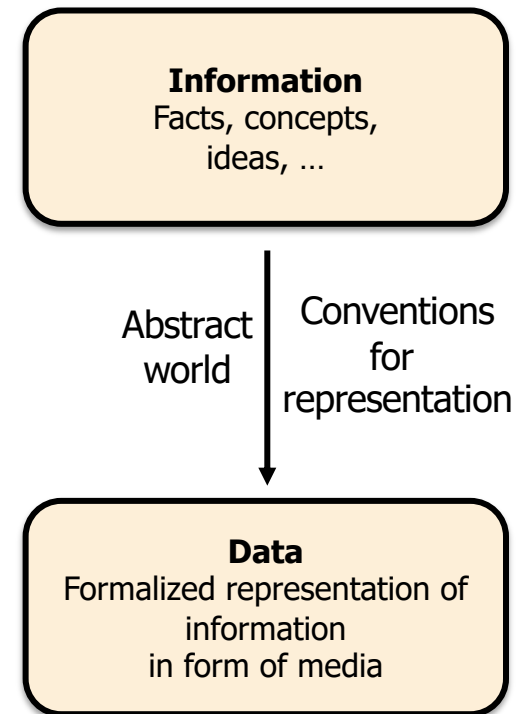 Information
Facts, concepts,
ideas, …
Abstract
world
Conventions
for
representation
Data
Formalized representation of
information
in form of media